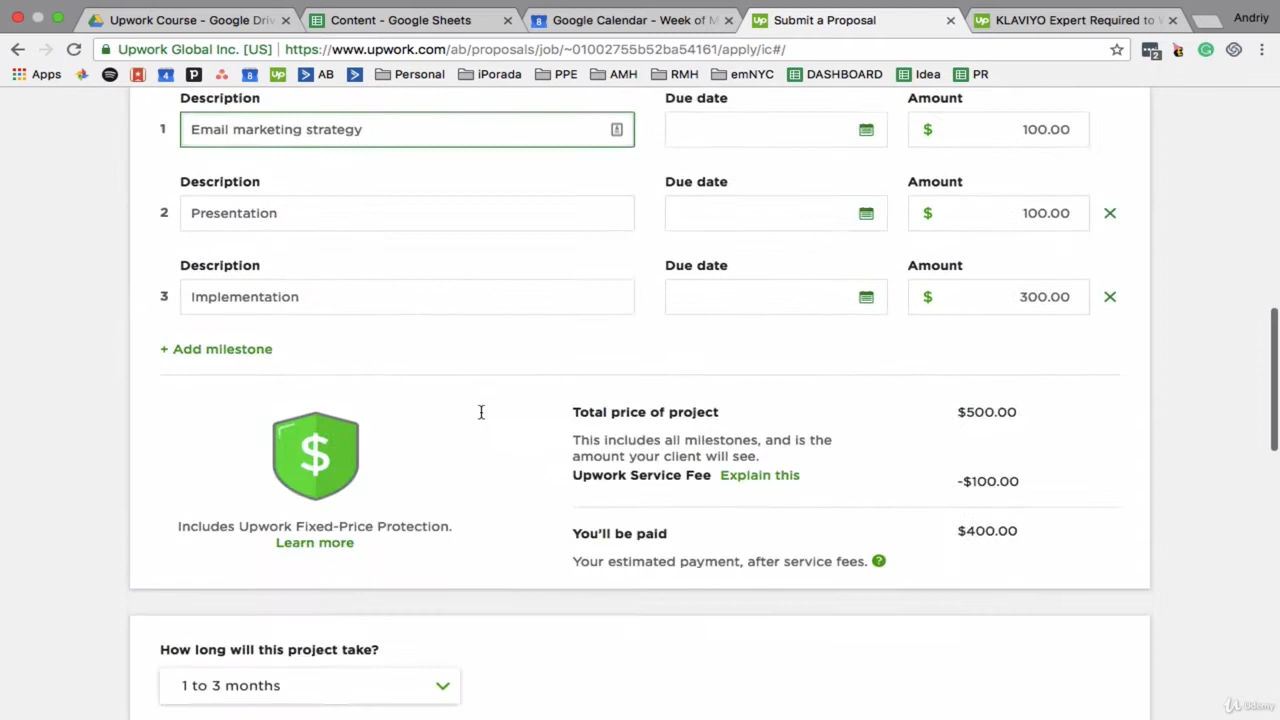 Upwork Course - Google Driv
Content - Google Sheets
Google Calendar - Week of M
Submit a Proposal
KLAVIYO Expert Required to
Andriy
Upwork Global Inc. [US]
https://www.upwork.com/ab/proposals/job/~01002755b52ba54161/apply/ic#/
Apps
AB
Personal
iPorada
PPE
AMH
RMH
emNYC
DASHBOARD
Idea
PR
Description Due date Amount
1 Email marketing strategy $ 100.00
Description Due date Amount
2 Presentation $ 100.00
Description Due date Amount
3 Implementation $ 300.00
+ Add milestone
$
Includes Upwork Fixed-Price Protection.
Learn more
Total price of project $500.00
This includes all milestones, and is the
amount your client will see.
Upwork Service Fee Explain this -$100.00
You'll be paid $400.00
Your estimated payment, after service fees. ?
How long will this project take?
1 to 3 months
Udemy